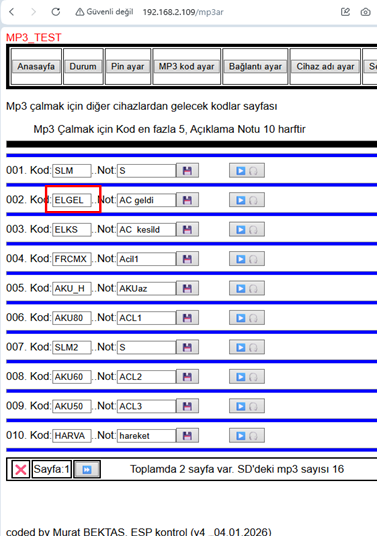 Güvenli değil 192.168.2.109/mp3ar
MP3_TEST
Anasayfa Durum Pin ayar MP3 kod ayar Bağlantı ayar Cihaz adı ayar Se
Mp3 çalmak için diğer cihazlardan gelecek kodlar sayfası
Mp3 Çalmak için Kod en fazla 5, Açıklama Notu 10 harftir
001. Kod: SLM ..Not: S
002. Kod: ELGEL ..Not: AC geldi
003. Kod: ELKS ..Not: AC kesild
004. Kod: FRCMX ..Not: Acil1
005. Kod: AKU_H ..Not: AKUaz
006. Kod: AKU80 ..Not: ACL1
007. Kod: SLM2 ..Not: S
008. Kod: AKU60 ..Not: ACL2
009. Kod: AKU50 ..Not: ACL3
010. Kod: HARVA ..Not: hareket
Sayfa:1 Toplamda 2 sayfa var. SD'deki mp3 sayısı 16
coded by Murat BEKTAS. ESP kontrol (v4 ..04.01.2026)